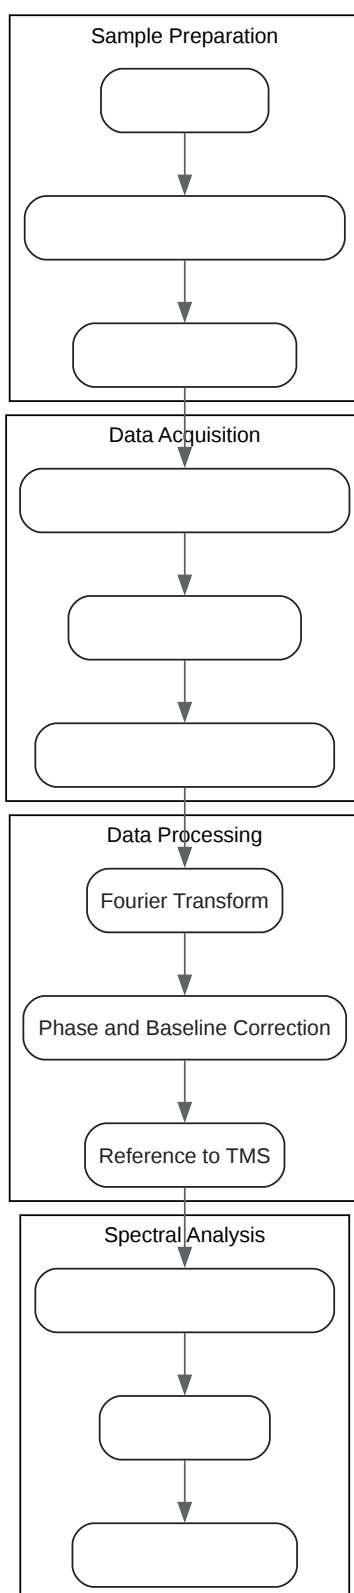 Sample Preparation
Data Acquisition
Data Processing
Fourier Transform
Phase and Baseline Correction
Reference to TMS
Spectral Analysis